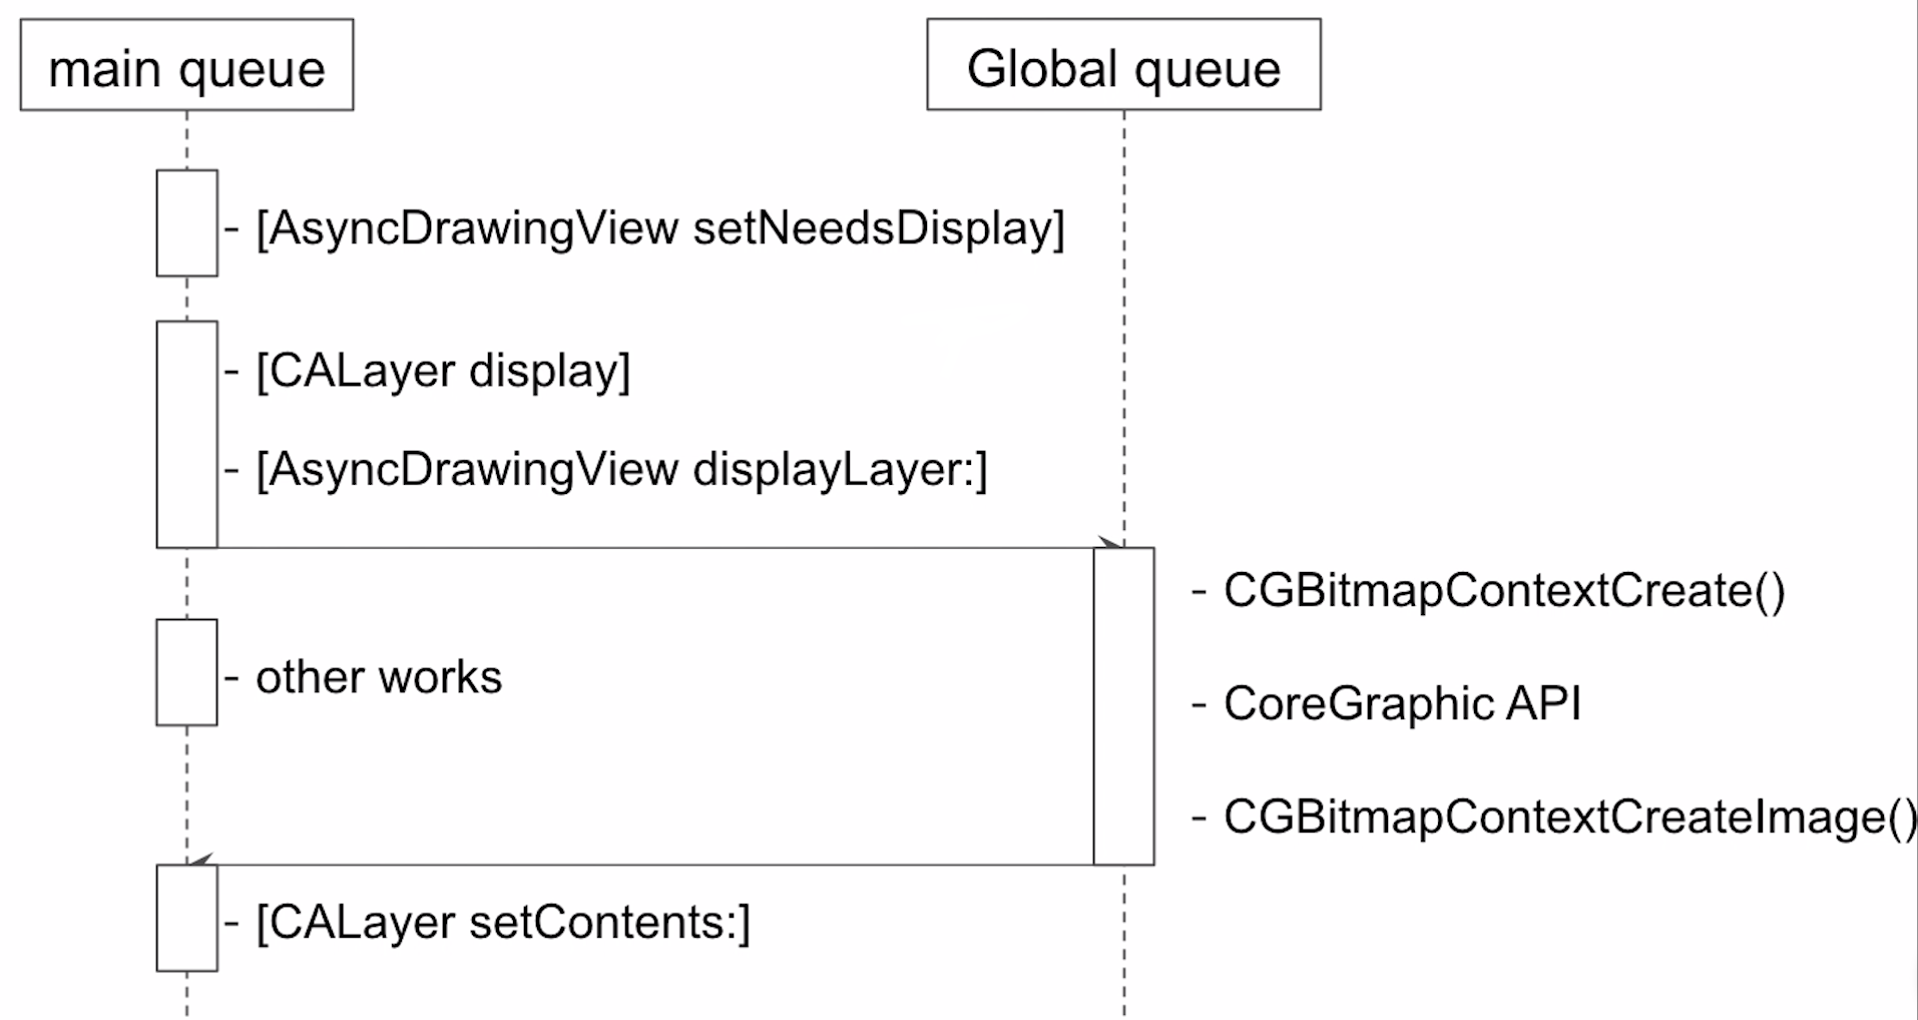 main queue
Global queue
- [AsyncDrawingView setNeedsDisplay]
- [CALayer display]
- [AsyncDrawingView displayLayer:]
- CGBitmapContextCreate()
- other works
- CoreGraphic API
- CGBitmapContextCreateImage()
- [CALayer setContents:]